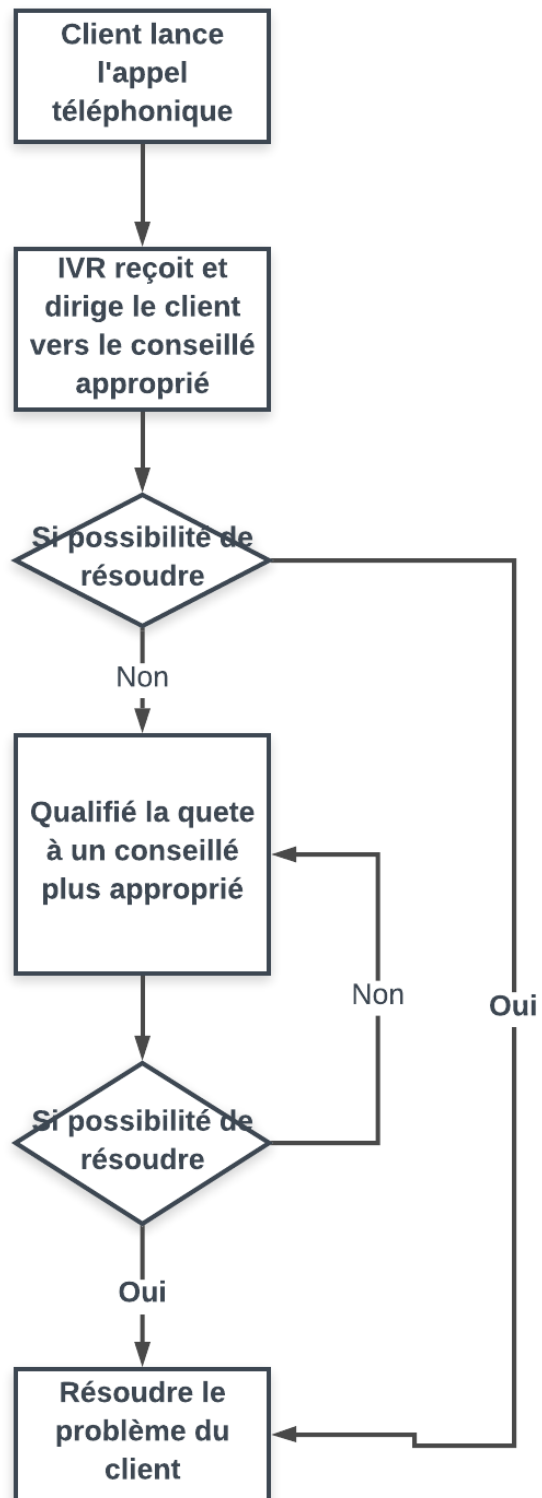 Client lance
l'appel
téléphonique
IVR reçoit et
dirige le client
vers le conseillé
approprié
Si possibilité de
résoudre
Non
Qualifié la quete
à un conseillé
plus approprié
Non
Oui
Si possibilité de
résoudre
Oui
Résoudre le
problème du
client